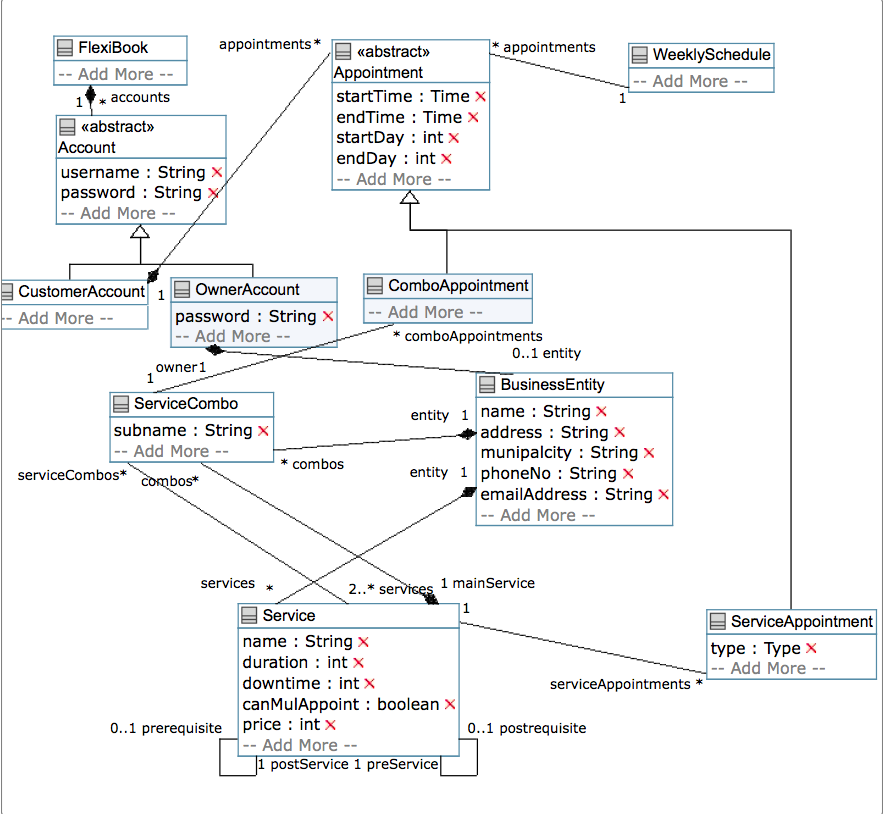 FlexiBook
-- Add More --
1
* accounts
«abstract»
Account
username : String
password : String
-- Add More --
appointments*
«abstract»
Appointment
startTime : Time
endTime : Time
startDay : int
endDay : int
-- Add More --
* appointments
1
WeeklySchedule
-- Add More --
CustomerAccount
-- Add More --
1
OwnerAccount
password : String
-- Add More --
ComboAppointment
-- Add More --
* comboAppointments
0..1 entity
owner1
1
ServiceCombo
subname : String
-- Add More --
BusinessEntity
name : String
address : String
munipalcity : String
phoneNo : String
emailAddress : String
-- Add More --
entity 1
* combos
entity 1
serviceCombos*
combos*
services *
2..* services
1 mainService
1
Service
name : String
duration : int
downtime : int
canMulAppoint : boolean
price : int
-- Add More --
ServiceAppointment
type : Type
-- Add More --
serviceAppointments *
0..1 prerequisite
0..1 postrequisite
1 postService
1 preService